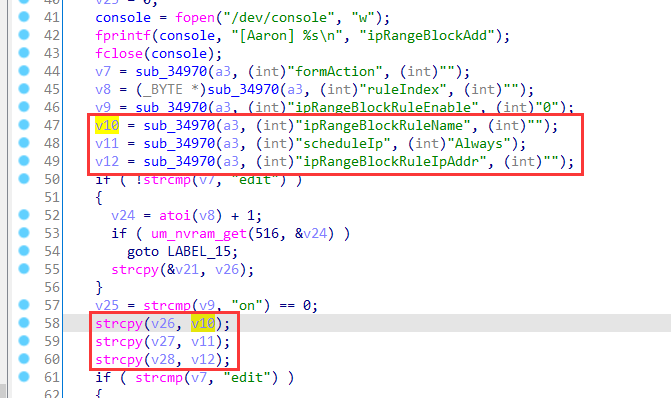 40 v23 = 0;
41 console = fopen("/dev/console", "w");
42 fprintf(console, "[Aaron] %s\n", "ipRangeBlockAdd");
43 fclose(console);
44 v7 = sub_34970(a3, (int)"formAction", (int)"");
45 v8 = (_BYTE *)sub_34970(a3, (int)"ruleIndex", (int)"");
46 v9 = sub_34970(a3, (int)"ipRangeBlockRuleEnable", (int)"0");
47 v10 = sub_34970(a3, (int)"ipRangeBlockRuleName", (int)"");
48 v11 = sub_34970(a3, (int)"scheduleIp", (int)"Always");
49 v12 = sub_34970(a3, (int)"ipRangeBlockRuleIpAddr", (int)"");
50 if ( !strcmp(v7, "edit") )
51 {
52 v24 = atoi(v8) + 1;
53 if ( um_nvram_get(516, &v24) )
54 goto LABEL_15;
55 strcpy(&v21, v26);
56 }
57 v25 = strcmp(v9, "on") == 0;
58 strcpy(v26, v10);
59 strcpy(v27, v11);
60 strcpy(v28, v12);
61 if ( strcmp(v7, "edit") )
62 {